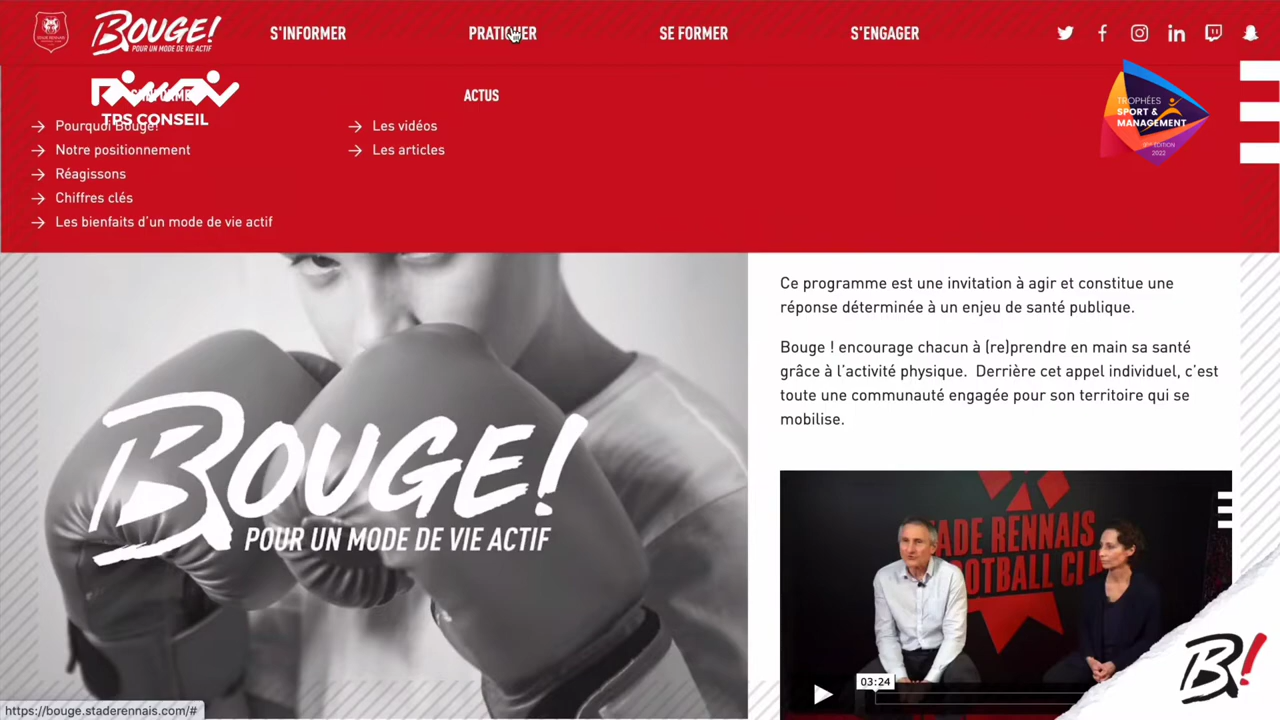 BOUGE!
POUR UN MODE DE VIE ACTIF
S'INFORMER
PRATIQUER
SE FORMER
S'ENGAGER
TPS CONSEIL
ACTUS
Pourquoi Bouge!
Notre positionnement
Réagissons
Chiffres clés
Les bienfaits d'un mode de vie actif
Les vidéos
Les articles
TROPHÉES
SPORT &
MANAGEMENT
EDITION
2022
Ce programme est une invitation à agir et constitue une
réponse déterminée à un enjeu de santé publique.
Bouge ! encourage chacun à (re)prendre en main sa santé
grâce à l'activité physique. Derrière cet appel individuel, c'est
toute une communauté engagée pour son territoire qui se
mobilise.
BOUGE!
POUR UN MODE DE VIE ACTIF
ADE RENNAIS
OOTBALL CLU
03:24
B!
https://bouge.staderennais.com/#